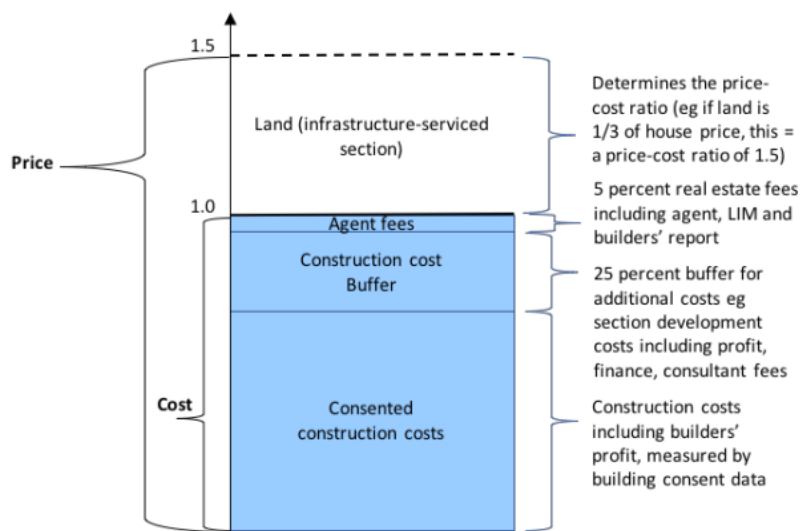 1.5
Price
Land (infrastructure-serviced
section)
Determines the price-
cost ratio (eg if land is
1/3 of house price, this =
a price-cost ratio of 1.5)
1.0
Agent fees
5 percent real estate fees
including agent, LIM and
builders' report
Construction cost
Buffer
25 percent buffer for
additional costs eg
section development
costs including profit,
finance, consultant fees
Cost
Consented
construction costs
Construction costs
including builders'
profit, measured by
building consent data